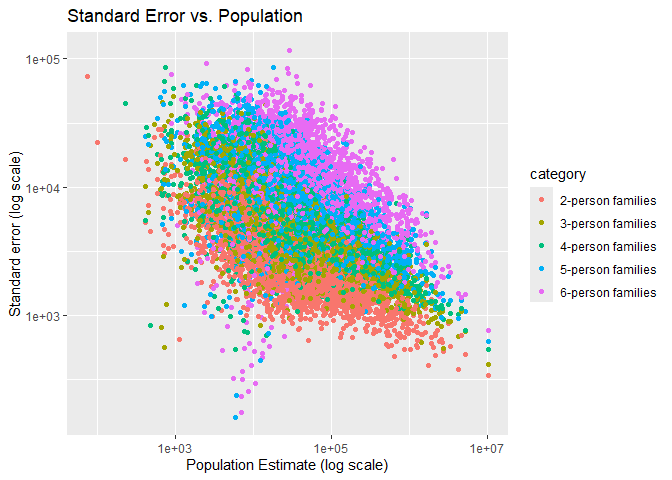 Standard Error vs. Population
1e+05
1e+04
1e+03
Standard error (log scale)
1e+03
1e+05
1e+07
Population Estimate (log scale)
category
2-person families
3-person families
4-person families
5-person families
6-person families